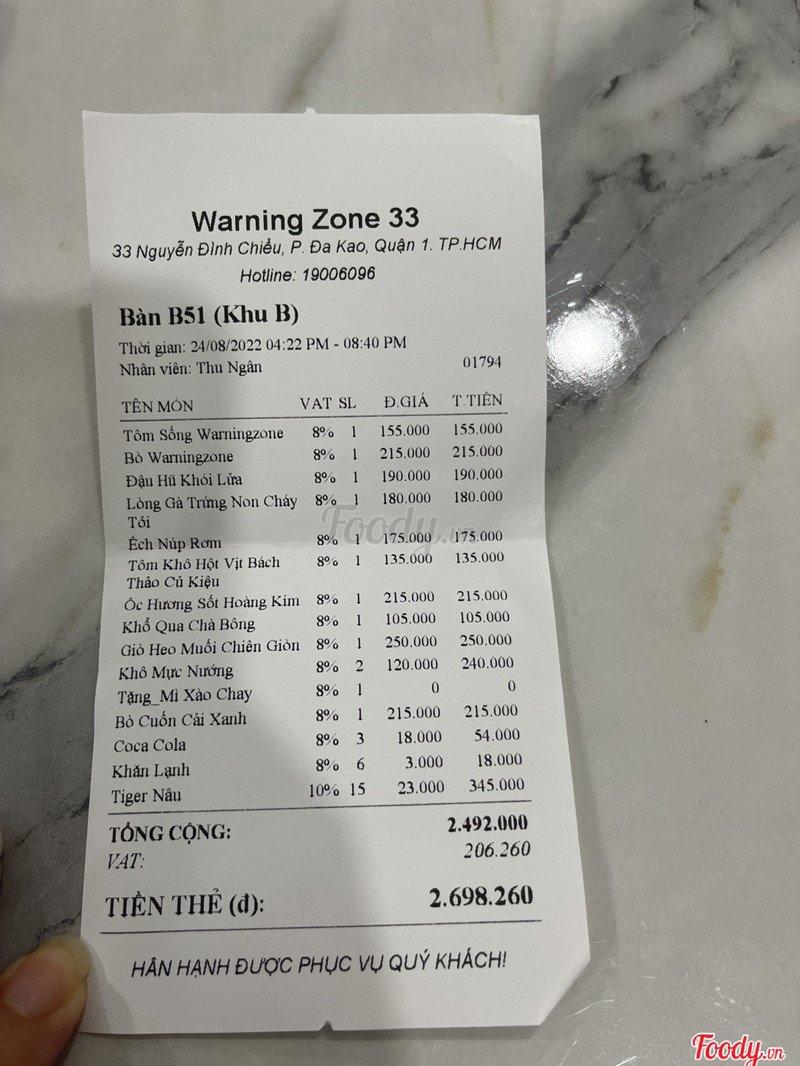 Warning Zone 33
33 Nguyễn Đình Chiểu, P. Đa Kao, Quận 1. TP.HCM
Hotline: 19006096
Bàn B51 (Khu B)
Thời gian: 24/08/2022 04:22 PM - 08:40 PM
Nhân viên: Thu Ngân 01794
TÊN MÓN VAT SL Đ.GIÁ T.TIỀN
Tôm Sống Warningzone 8% 1 155.000 155.000
Bò Warningzone 8% 1 215.000 215.000
Đậu Hũ Khói Lửa 8% 1 190.000 190.000
Lòng Gà Trứng Non Cháy 8% 1 180.000 180.000
Tỏi
Ếch Núp Rơm 8% 1 175.000 175.000
Tôm Khô Hột Vịt Bách 8% 1 135.000 135.000
Thảo Củ Kiệu
Ốc Hương Sốt Hoàng Kim 8% 1 215.000 215.000
Khổ Qua Chà Bông 8% 1 105.000 105.000
Giò Heo Muối Chiên Giòn 8% 1 250.000 250.000
Khô Mực Nướng 8% 2 120.000 240.000
Tặng_Mì Xào Chay 8% 1 0 0
Bò Cuốn Cải Xanh 8% 1 215.000 215.000
Coca Cola 8% 3 18.000 54.000
Khăn Lạnh 8% 6 3.000 18.000
Tiger Nâu 10% 15 23.000 345.000
TỔNG CỘNG: 2.492.000
VAT: 206.260
TIỀN THẺ (đ): 2.698.260
HÂN HẠNH ĐƯỢC PHỤC VỤ QUÝ KHÁCH!
Foody.vn
Foody.vn